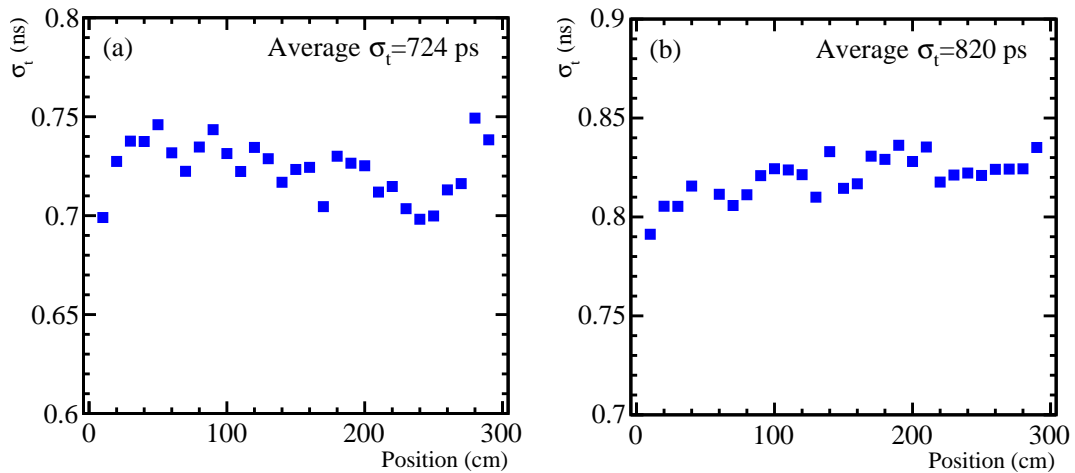 (a) Average σt=724 ps
σt (ns)
0.8
0.75
0.7
0.65
0.6
0 100 200 300
Position (cm)
(b) Average σt=820 ps
σt (ns)
0.9
0.85
0.8
0.75
0.7
0 100 200 300
Position (cm)